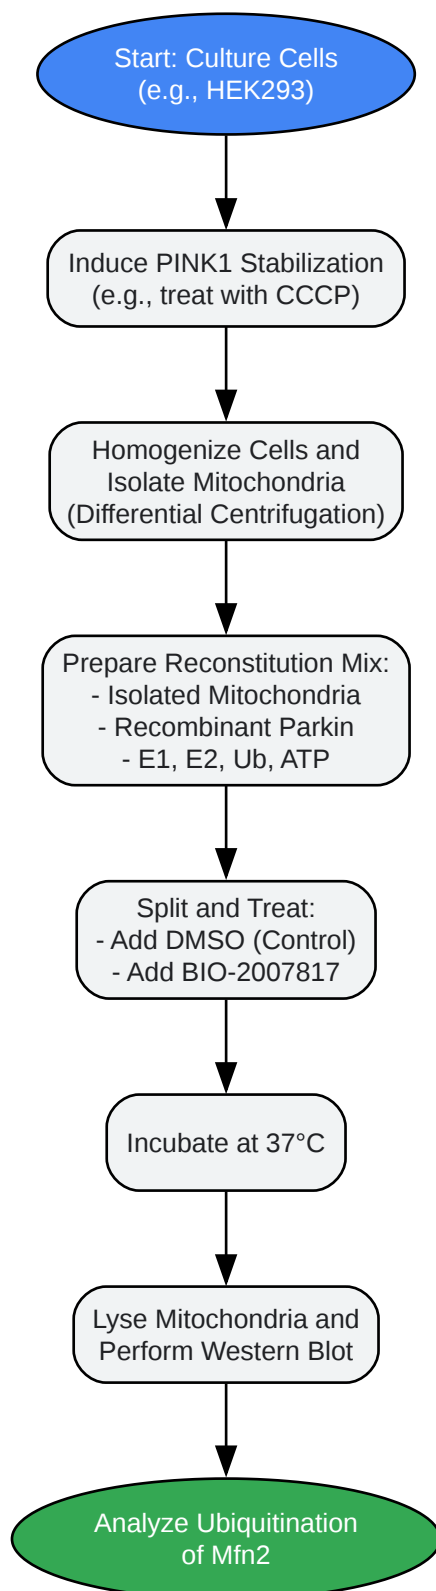 Start: Culture Cells
(e.g., HEK293)
Induce PINK1 Stabilization
(e.g., treat with CCCP)
Homogenize Cells and
Isolate Mitochondria
(Differential Centrifugation)
Prepare Reconstitution Mix:
- Isolated Mitochondria
- Recombinant Parkin
- E1, E2, Ub, ATP
Split and Treat:
- Add DMSO (Control)
- Add BIO-2007817
Incubate at 37°C
Lyse Mitochondria and
Perform Western Blot
Analyze Ubiquitination
of Mfn2